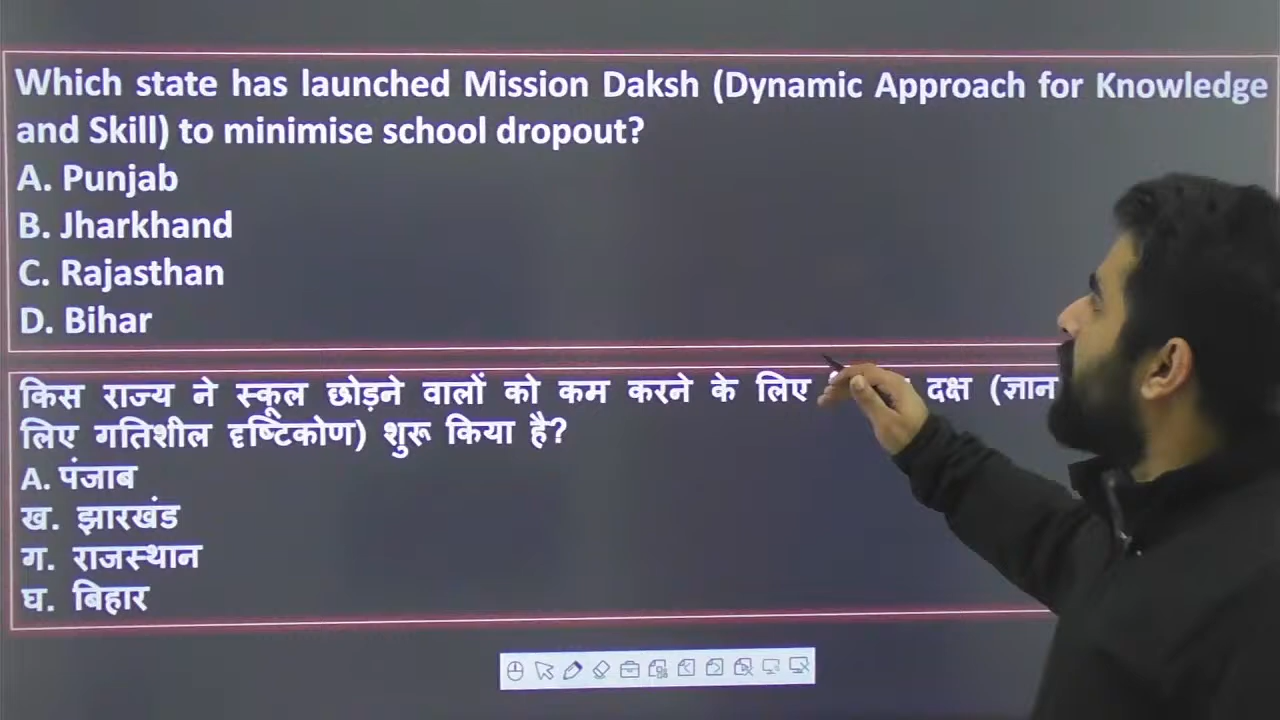 Which state has launched Mission Daksh (Dynamic Approach for Knowledge
and Skill) to minimise school dropout?
A. Punjab
B. Jharkhand
C. Rajasthan
D. Bihar
किस राज्य ने स्कूल छोड़ने वालों को कम करने के लिए दक्ष (ज्ञान
लिए गतिशील दृष्टिकोण) शुरू किया है?
A. पंजाब
ख. झारखंड
ग. राजस्थान
घ. बिहार